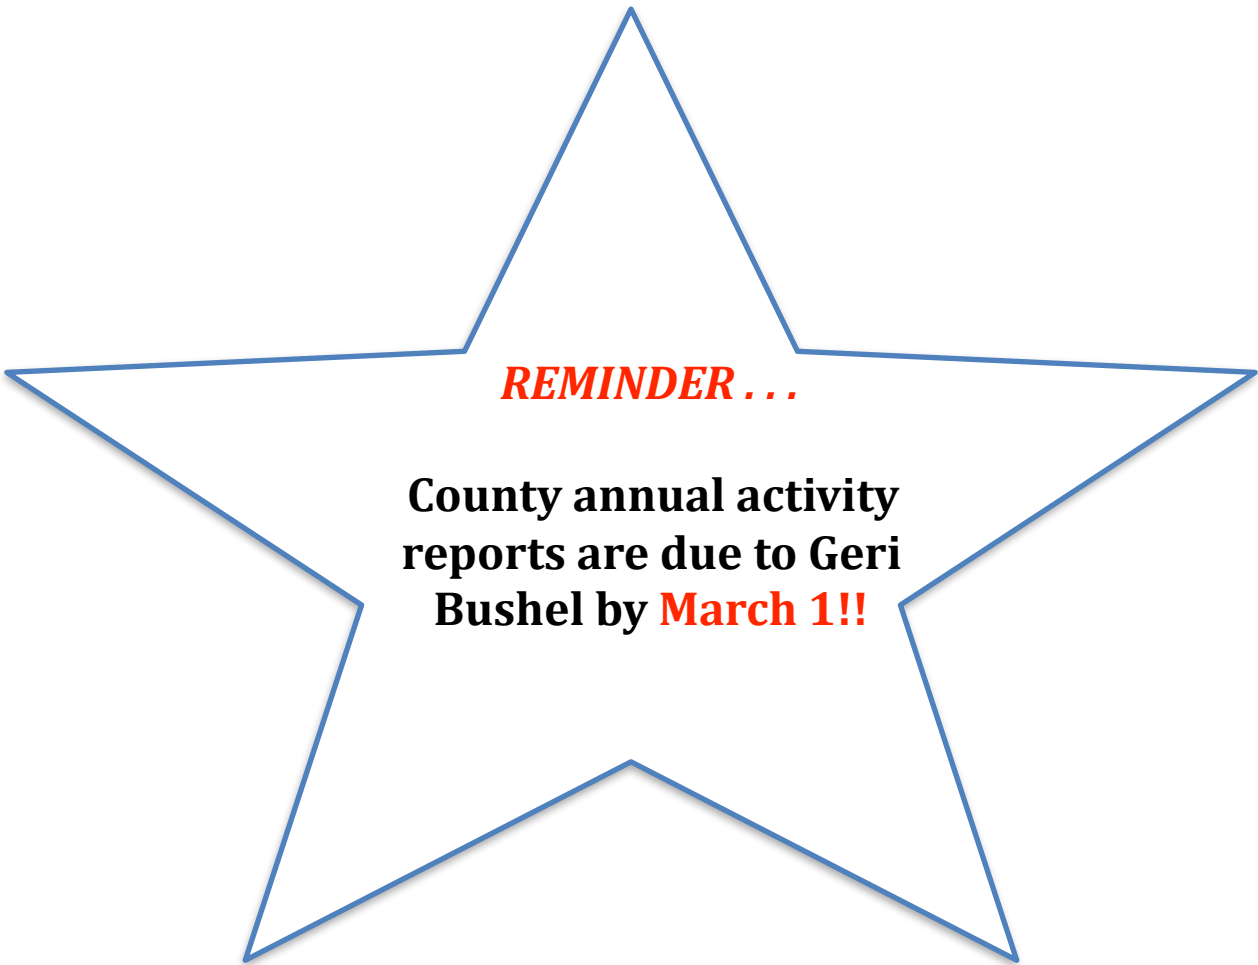 REMINDER . . .
County annual activity
reports are due to Geri
Bushel by March 1!!